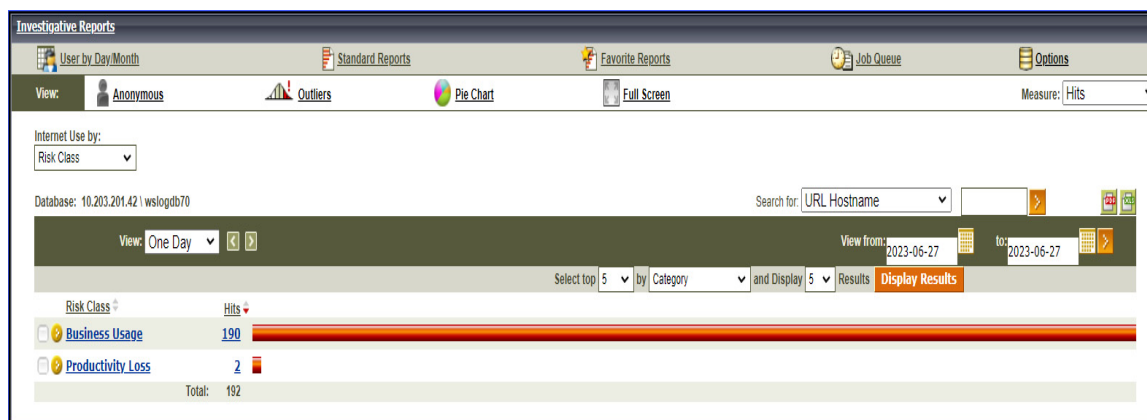 Investigative Reports
User by Day/Month Standard Reports Favorite Reports Job Queue Options
View: Anonymous Outliers Pie Chart Full Screen Measure: Hits
Internet Use by:
Risk Class
Database: 10.203.201.42 \ wslogdb70 Search for: URL Hostname
View: One Day View from: 2023-06-27 to: 2023-06-27
Select top 5 by Category and Display 5 Results Display Results
Risk Class Hits
Business Usage 190
Productivity Loss 2
Total: 192